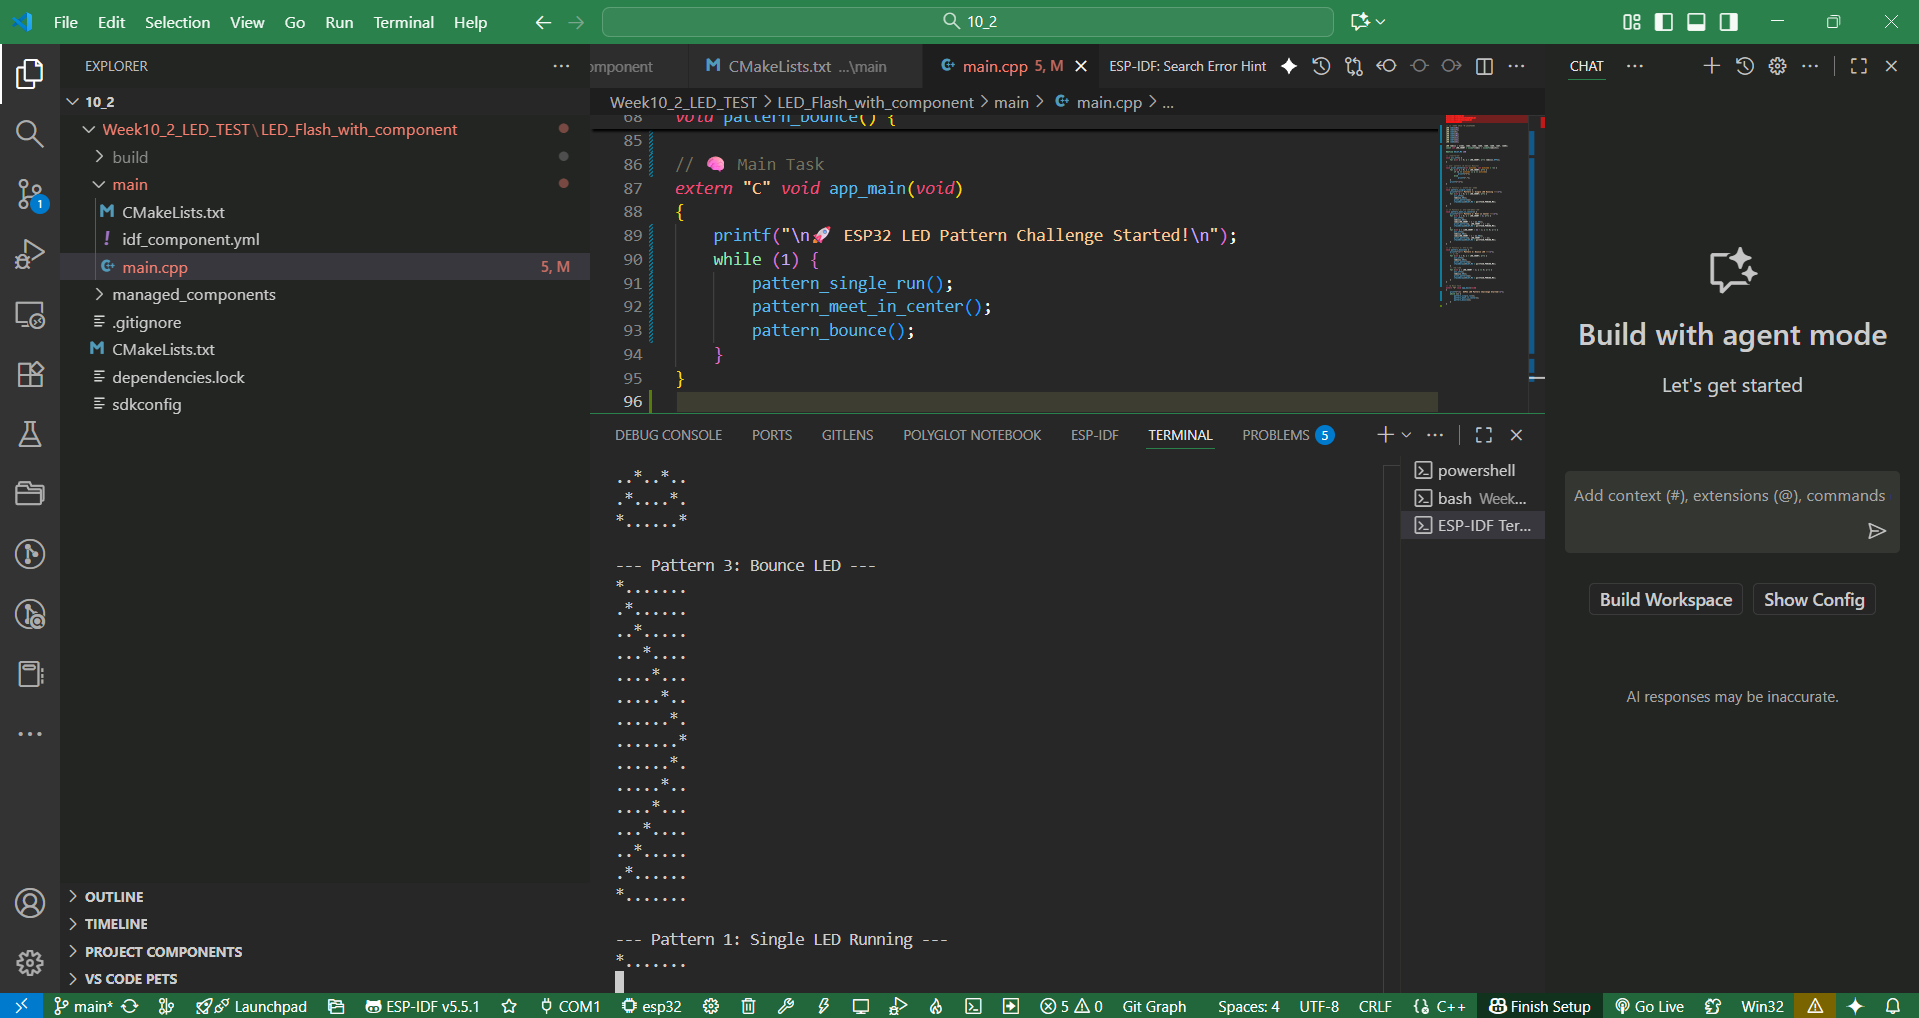 File Edit Selection View Go Run Terminal Help
10_2
EXPLORER
10_2
Week10_2_LED_TEST\LED_Flash_with_component
build
main
CMakeLists.txt
idf_component.yml
main.cpp 5, M
managed_components
.gitignore
CMakeLists.txt
dependencies.lock
sdkconfig
OUTLINE
TIMELINE
PROJECT COMPONENTS
VS CODE PETS
1
omponent
CMakeLists.txt ...\main
main.cpp 5, M
ESP-IDF: Search Error Hint
Week10_2_LED_TEST > LED_Flash_with_component > main > main.cpp > ...
68 void pattern_bounce() {
85
86 // 🧠 Main Task
87 extern "C" void app_main(void)
88 {
89 printf("\n🚀 ESP32 LED Pattern Challenge Started!\n");
90 while (1) {
91 pattern_single_run();
92 pattern_meet_in_center();
93 pattern_bounce();
94 }
95 }
96
DEBUG CONSOLE PORTS GITLENS POLYGLOT NOTEBOOK ESP-IDF TERMINAL PROBLEMS 5
..*..*..
.*....*.
*......*
--- Pattern 3: Bounce LED ---
*.......
.*......
..*.....
...*....
....*...
.....*..
......*.
.......*
......*.
.....*..
....*...
...*....
..*.....
.*......
*.......
--- Pattern 1: Single LED Running ---
*.......
powershell
bash Week...
ESP-IDF Ter...
CHAT
Build with agent mode
Let's get started
Add context (#), extensions (@), commands
Build Workspace
Show Config
AI responses may be inaccurate.
main* Launchpad ESP-IDF v5.5.1 COM1 esp32 5 0 Git Graph Spaces: 4 UTF-8 CRLF {} C++ Finish Setup Go Live Win32